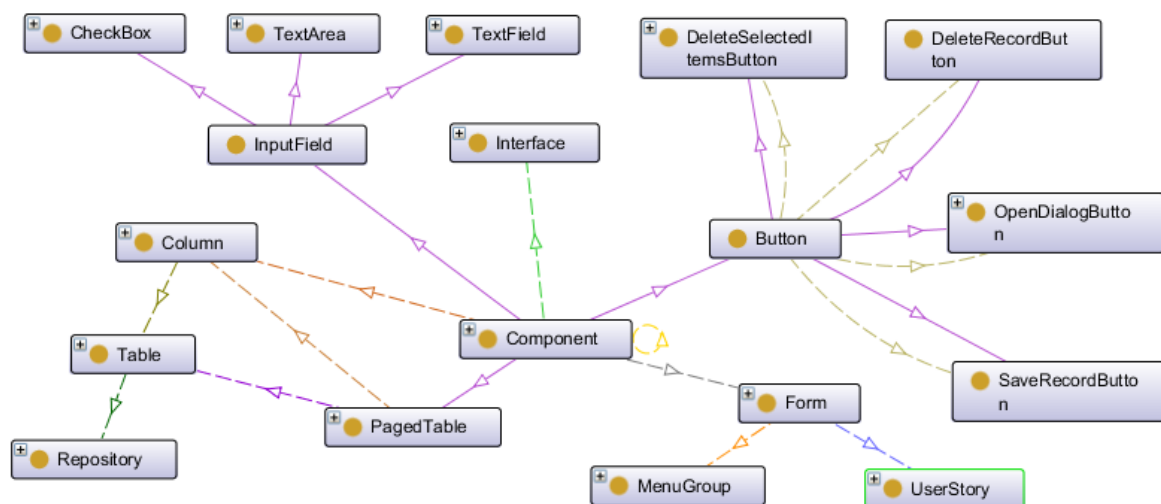 CheckBox
TextArea
TextField
DeleteSelectedI
temsButton
DeleteRecordBut
ton
InputField
Interface
Column
Button
OpenDialogButto
n
Table
Component
SaveRecordButto
n
Form
PagedTable
Repository
MenuGroup
UserStory